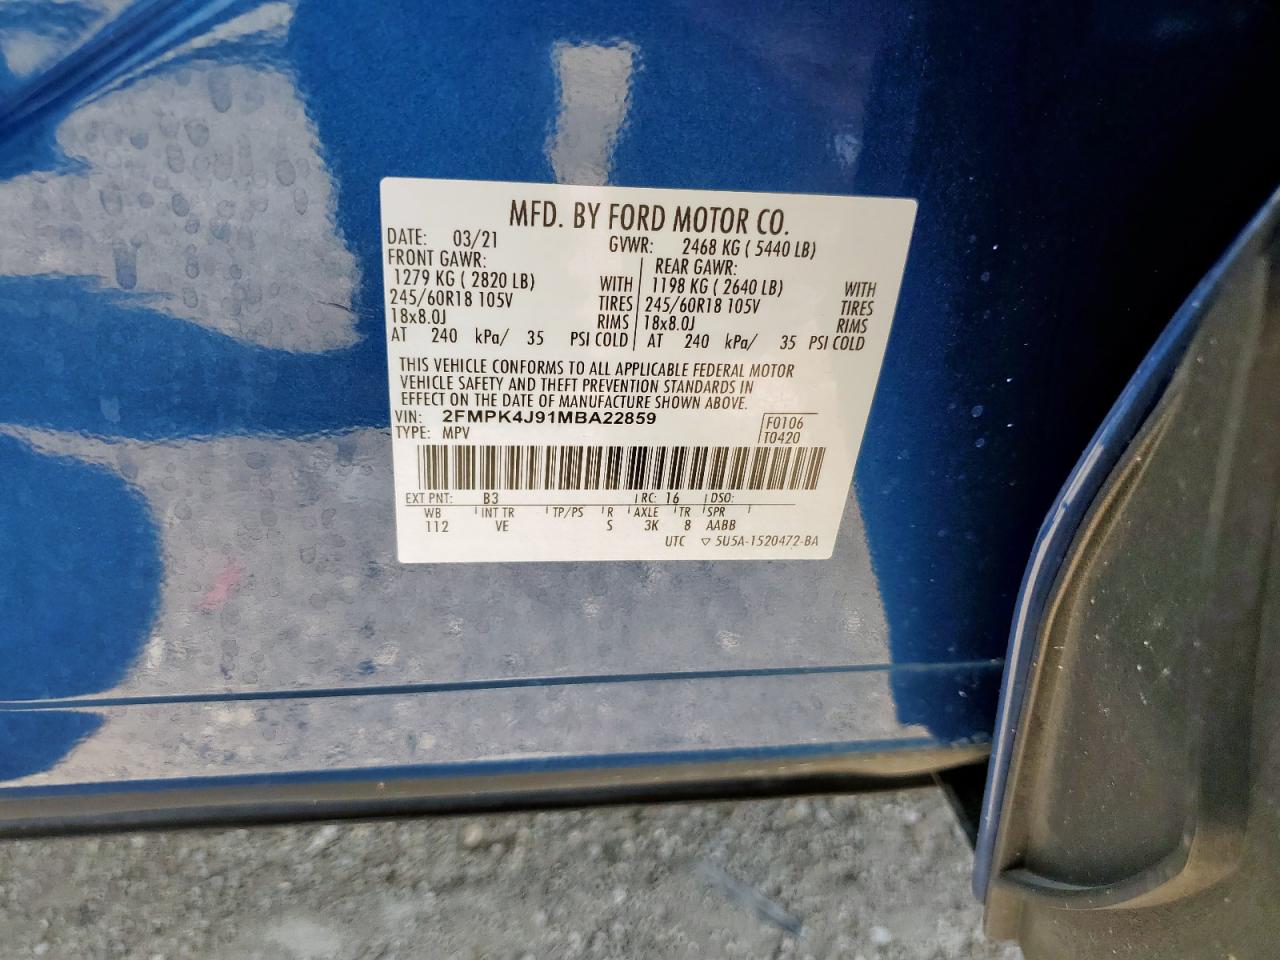 MFD. BY FORD MOTOR CO.
DATE: 03/21 GVWR: 2468 KG ( 5440 LB)
FRONT GAWR: REAR GAWR:
1279 KG ( 2820 LB) WITH 1198 KG ( 2640 LB) WITH
245/60R18 105V TIRES 245/60R18 105V TIRES
18x8.0J RIMS 18x8.0J RIMS
AT 240 kPa/ 35 PSI COLD AT 240 kPa/ 35 PSI COLD
THIS VEHICLE CONFORMS TO ALL APPLICABLE FEDERAL MOTOR
VEHICLE SAFETY AND THEFT PREVENTION STANDARDS IN
EFFECT ON THE DATE OF MANUFACTURE SHOWN ABOVE.
VIN: 2FMPK4J91MBA22859 F0106
TYPE: MPV T0420
EXT PNT: B3 RC: 16 DSO:
WB INT TR TP/PS R AXLE TR SPR
112 VE S 3K 8 AABB
UTC ▽ 5U5A-1520472-BA